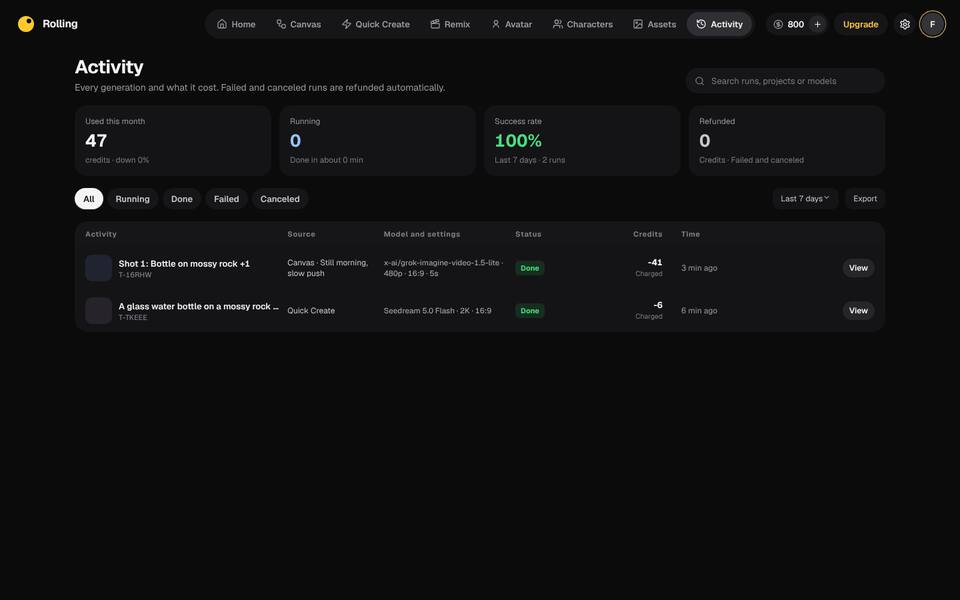 Rolling
Home
Canvas
Quick Create
Remix
Avatar
Characters
Assets
Activity
800
+
Upgrade
F
Activity
Every generation and what it cost. Failed and canceled runs are refunded automatically.
Search runs, projects or models
Used this month
47
credits · down 0%
Running
0
Done in about 0 min
Success rate
100%
Last 7 days · 2 runs
Refunded
0
Credits · Failed and canceled
All
Running
Done
Failed
Canceled
Last 7 days
Export
Activity
Source
Model and settings
Status
Credits
Time
Shot 1: Bottle on mossy rock +1
T-16RHW
Canvas · Still morning,
slow push
x-ai/grok-imagine-video-1.5-lite ·
480p · 16:9 · 5s
Done
-41
Charged
3 min ago
View
A glass water bottle on a mossy rock ...
T-TKEEE
Quick Create
Seedream 5.0 Flash · 2K · 16:9
Done
-6
Charged
6 min ago
View